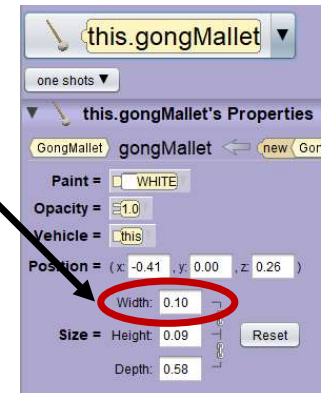 this.gongMallet
one shots
this.gongMallet's Properties
GongMallet gongMallet new Gon
Paint = WHITE
Opacity = 1.0
Vehicle = this
Position = ( x: -0.41 , y: 0.00 , z: 0.26 )
Width: 0.10
Size = Height: 0.09 Reset
Depth: 0.58